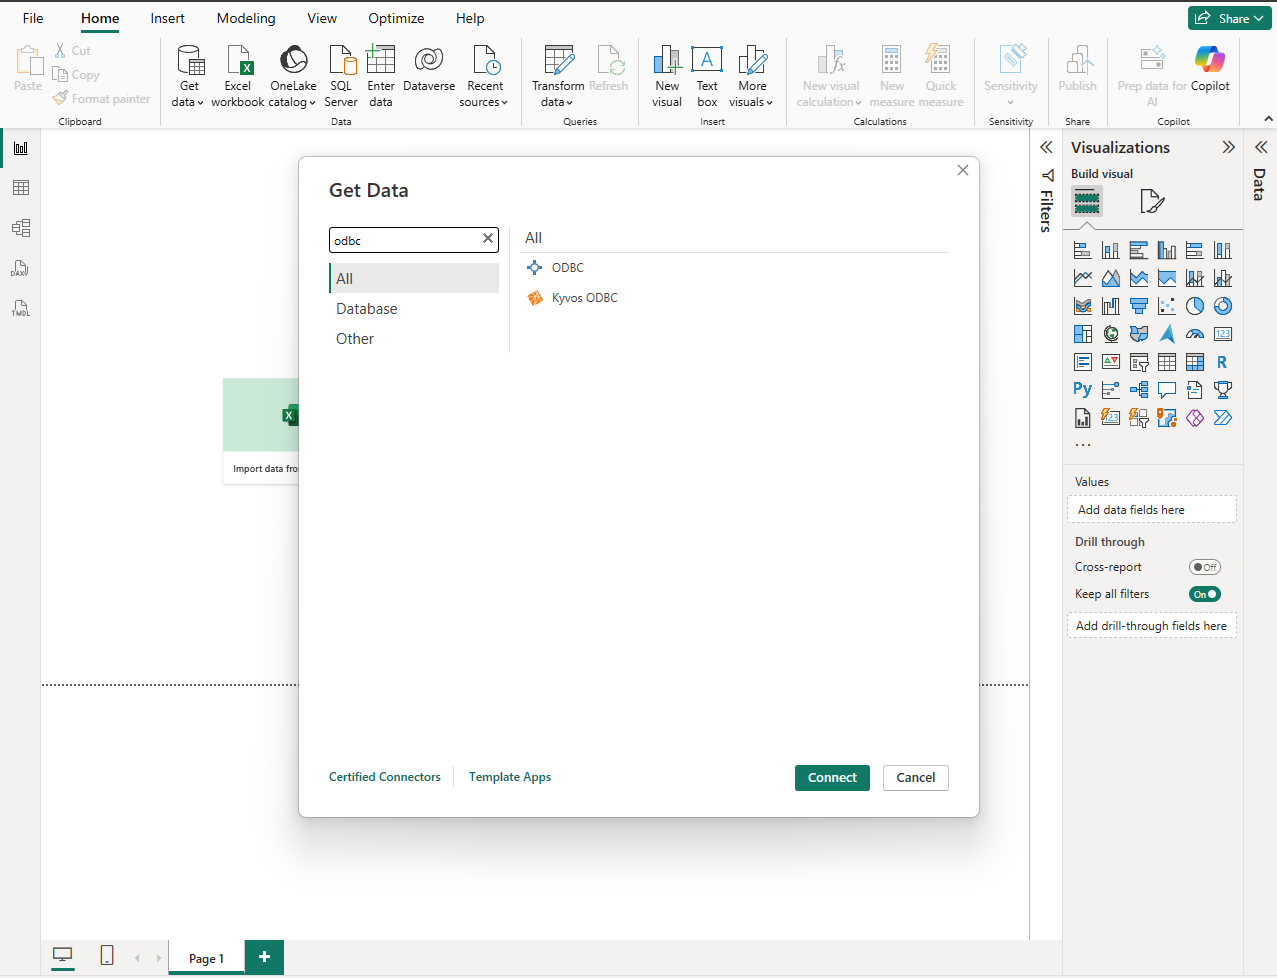 File Home Insert Modeling View Optimize Help Share
Paste
Cut
Copy
Format painter
Clipboard
Get data
Excel workbook
OneLake catalog
SQL Server
Enter data
Dataverse
Recent sources
Data
Transform data
Refresh
Queries
New visual
Text box
More visuals
Insert
New visual calculation
New measure
Quick measure
Calculations
Sensitivity
Sensitivity
Publish
Share
Prep data for AI
Copilot
Copilot
DAX
TMDL
Get Data
odbc
All
Database
Other
All
ODBC
Kyvos ODBC
Import data fro
Certified Connectors
Template Apps
Connect
Cancel
Filters
Visualizations
Build visual
123
R
Py
123
Values
Add data fields here
Drill through
Cross-report
Off
Keep all filters
On
Add drill-through fields here
Data
Page 1